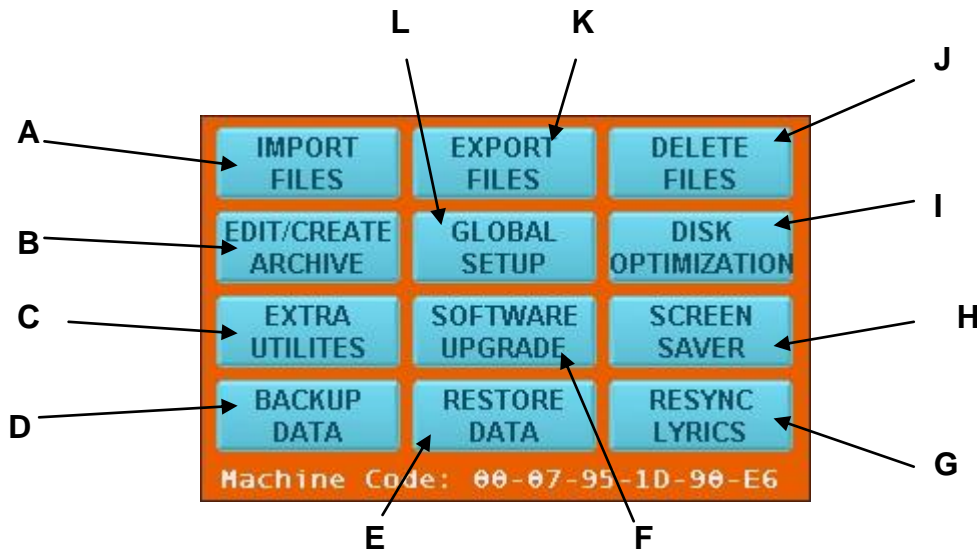 L K
J
A
IMPORT FILES
EXPORT FILES
DELETE FILES
B
EDIT/CREATE ARCHIVE
GLOBAL SETUP
DISK OPTIMIZATION
I
C
EXTRA UTILITES
SOFTWARE UPGRADE
SCREEN SAVER
H
D
BACKUP DATA
RESTORE DATA
RESYNC LYRICS
G
Machine Code: 00-07-95-1D-90-E6
E F